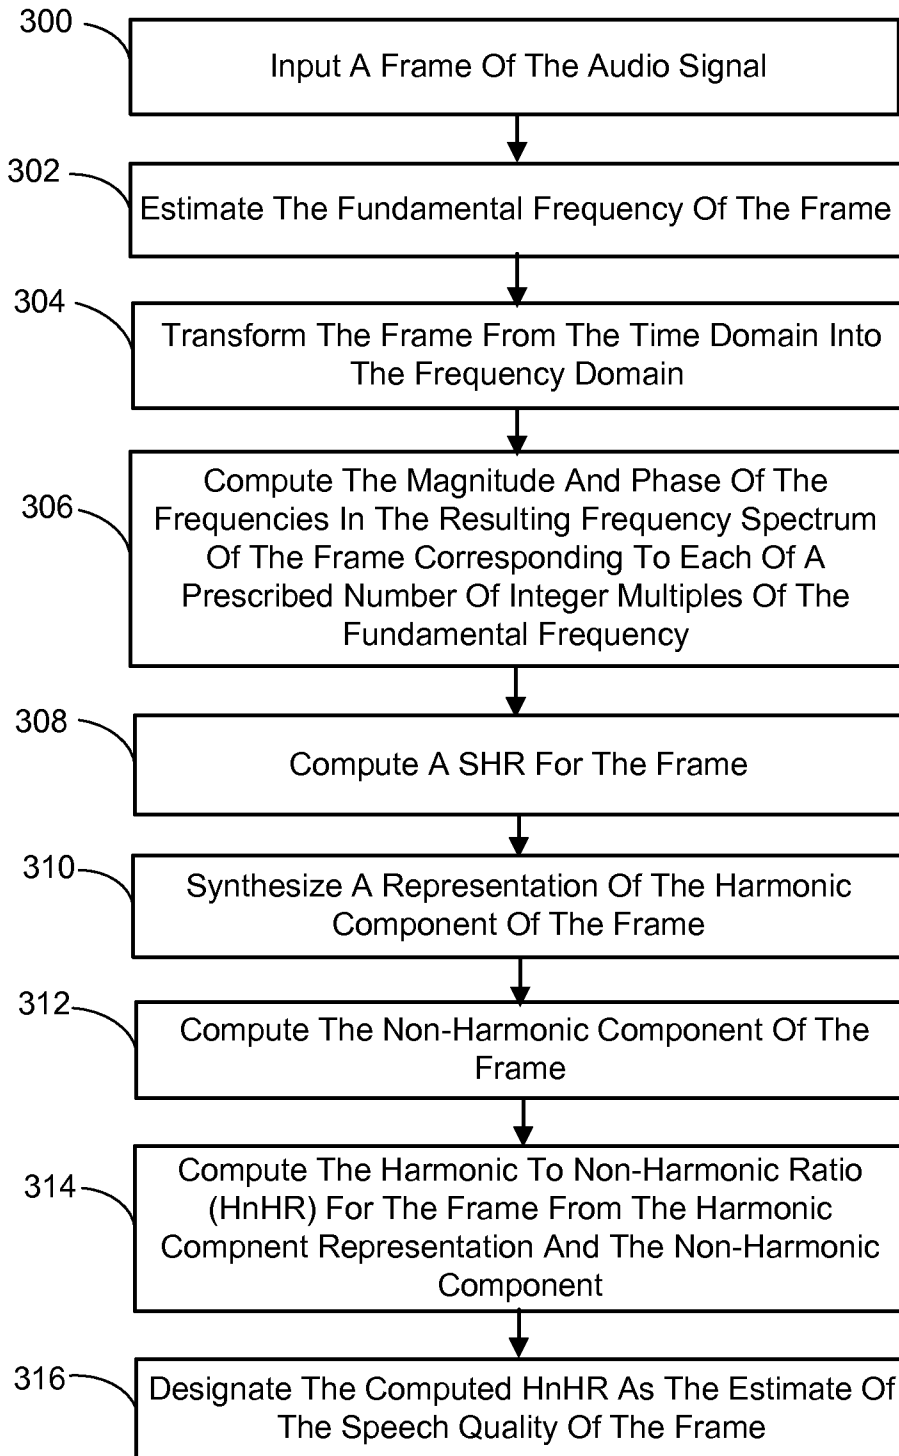 300
Input A Frame Of The Audio Signal
302
Estimate The Fundamental Frequency Of The Frame
304
Transform The Frame From The Time Domain Into
The Frequency Domain
306
Compute The Magnitude And Phase Of The
Frequencies In The Resulting Frequency Spectrum
Of The Frame Corresponding To Each Of A
Prescribed Number Of Integer Multiples Of The
Fundamental Frequency
308
Compute A SHR For The Frame
310
Synthesize A Representation Of The Harmonic
Component Of The Frame
312
Compute The Non-Harmonic Component Of The
Frame
314
Compute The Harmonic To Non-Harmonic Ratio
(HnHR) For The Frame From The Harmonic
Compnent Representation And The Non-Harmonic
Component
316
Designate The Computed HnHR As The Estimate Of
The Speech Quality Of The Frame